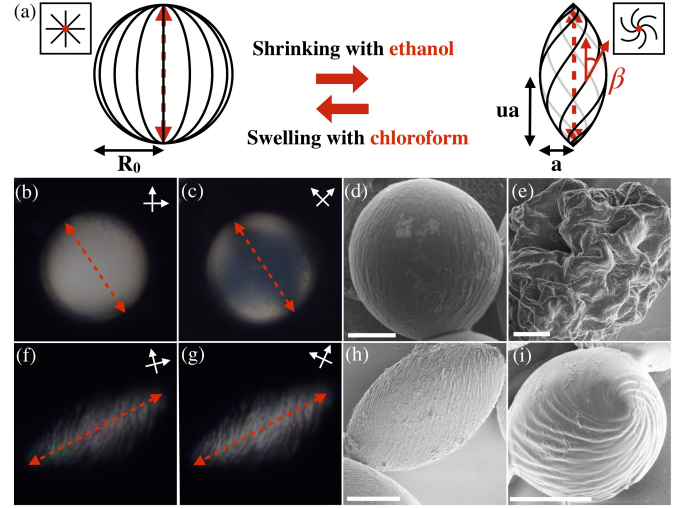 (a)
Shrinking with ethanol
Swelling with chloroform
R₀
β
ua
a
(b)
(c)
(d)
(e)
(f)
(g)
(h)
(i)